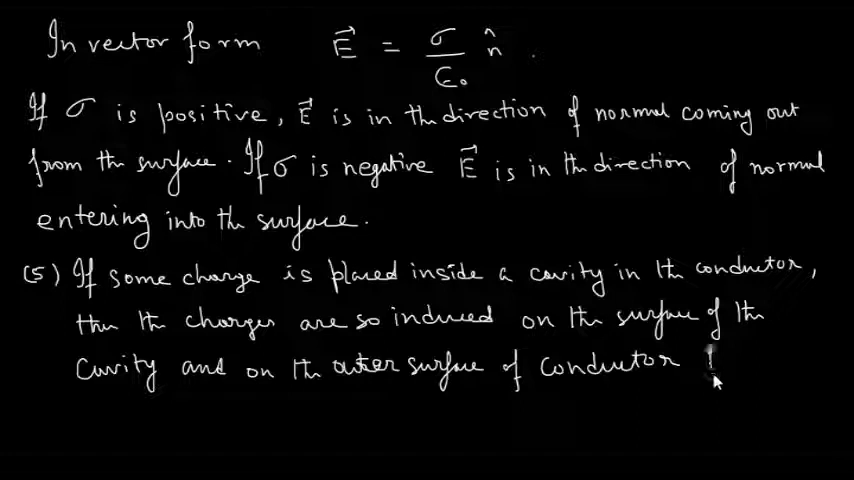 In vector form E⃗ = σ/ϵ₀ n̂ .
If σ is positive, E⃗ is in the direction of normal coming out
from the surface. If σ is negative E⃗ is in the direction of normal
entering into the surface.
(5) If some charge is placed inside a cavity in the conductor,
then the charges are so induced on the surface of the
cavity and on the outer surface of conductor